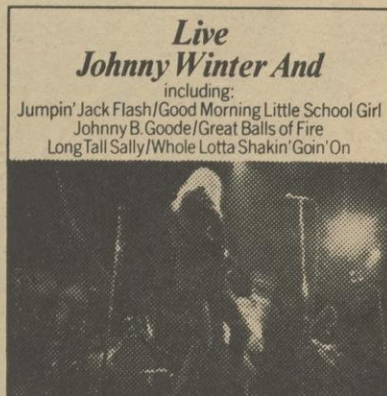 Live
Johnny Winter And
including:
Jumpin' Jack Flash/Good Morning Little School Girl
Johnny B. Goode/Great Balls of Fire
Long Tall Sally/Whole Lotta Shakin' Goin' On